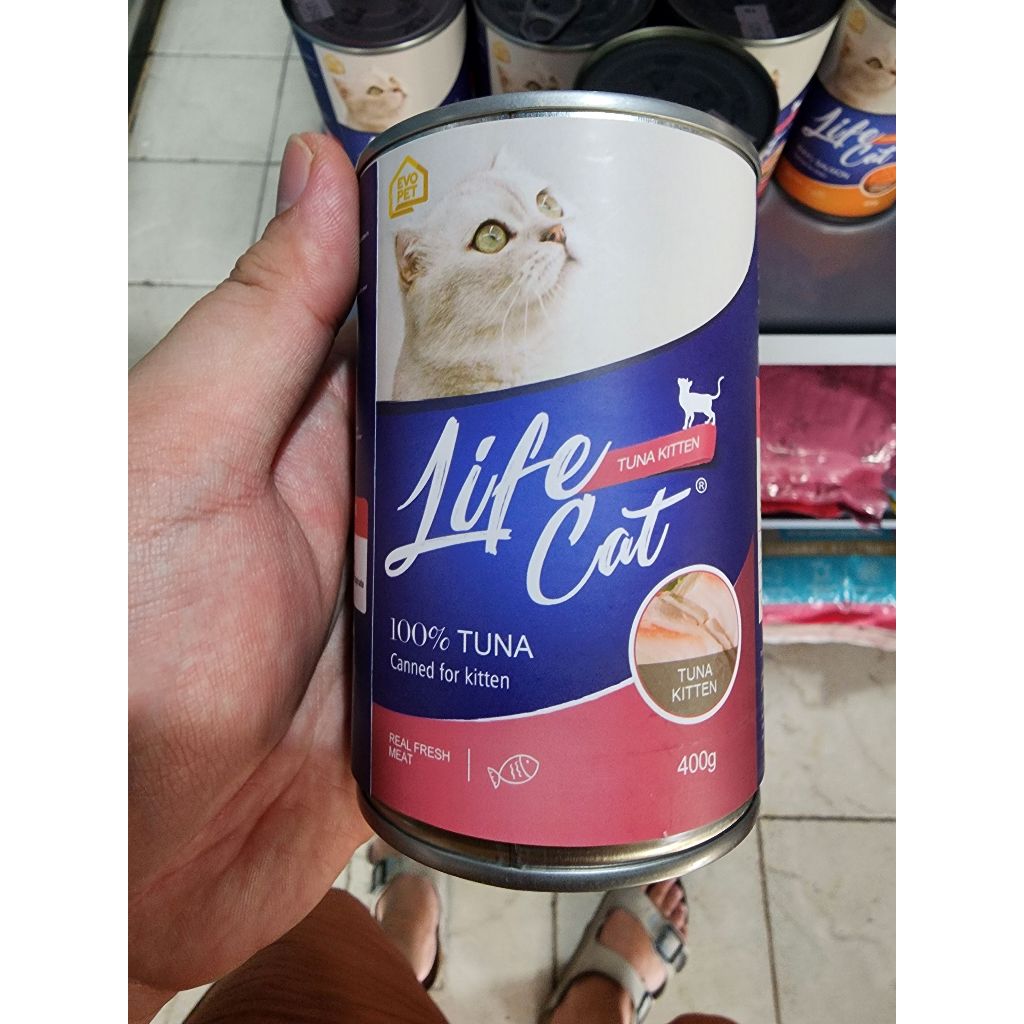 EVO
PET
Life
Cat
®
TUNA KITTEN
100% TUNA
Canned for kitten
TUNA
KITTEN
REAL FRESH
MEAT
400g
Life
Cat